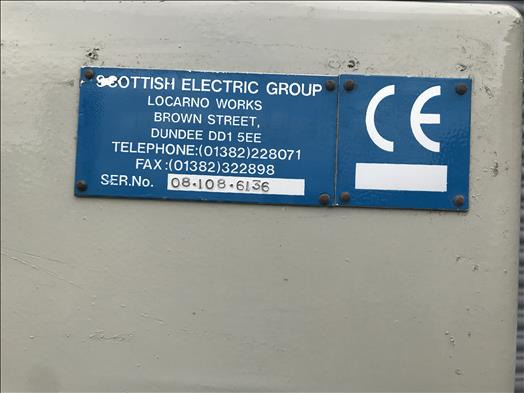 SCOTTISH ELECTRIC GROUP
LOCARNO WORKS
BROWN STREET,
DUNDEE DD1 5EE
TELEPHONE:(01382)228071
FAX:(01382)322898
SER.No. 08·108·6136
CE